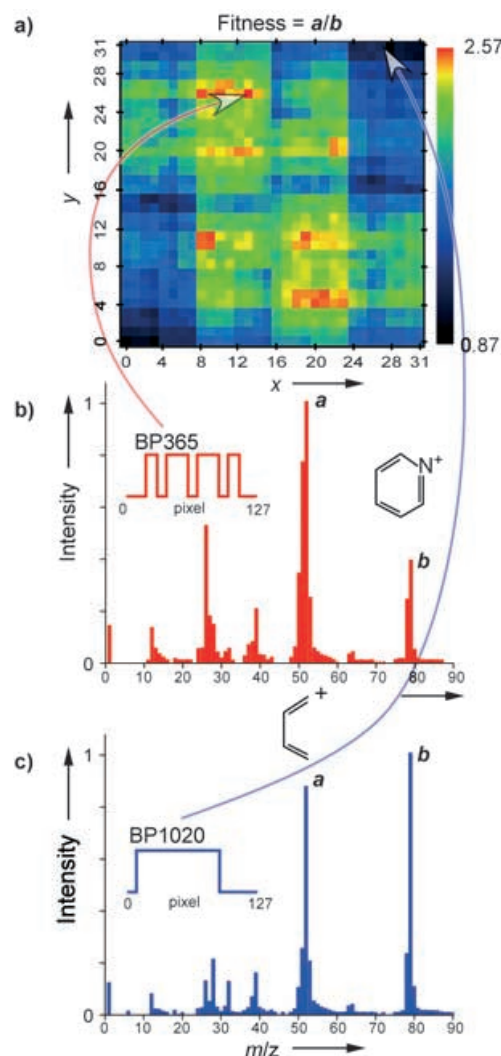 a) Fitness = a/b
y
31
28
24
20
16
12
8
4
0
0 4 8 12 16 20 24 28 31
x
2.57
0.87
b)
Intensity
1
0
BP365
0 pixel 127
a
b
N+
0 10 20 30 40 50 60 70 80 90
+
c)
Intensity
1
0
BP1020
0 pixel 127
a
b
0 10 20 30 40 50 60 70 80 90
m/z